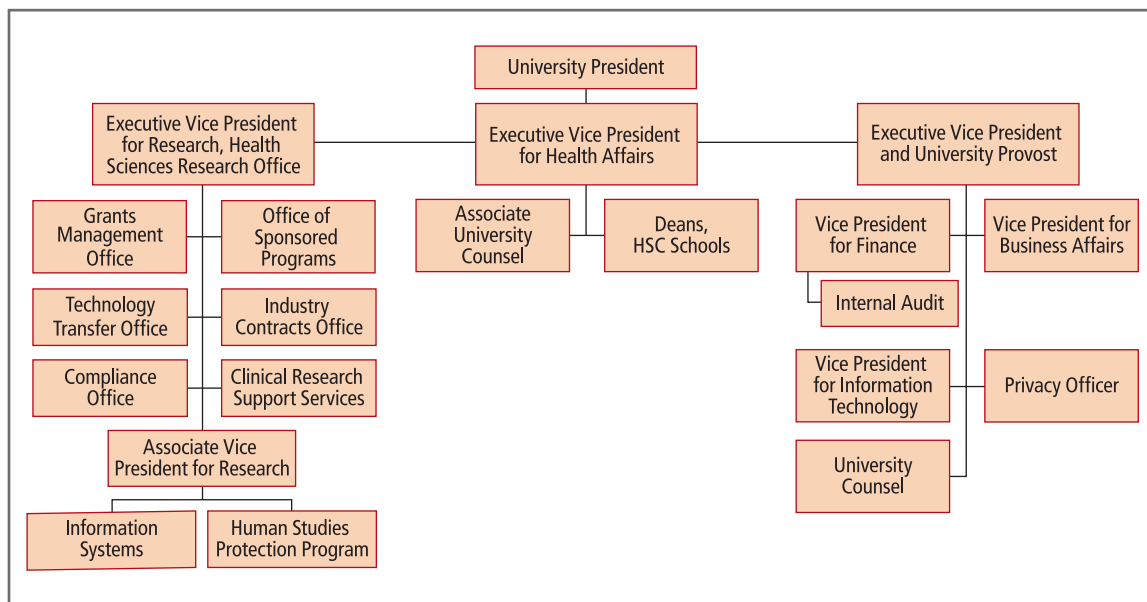 University President
Executive Vice President
for Research, Health
Sciences Research Office
Executive Vice President
for Health Affairs
Executive Vice President
and University Provost
Grants
Management
Office
Office of
Sponsored
Programs
Technology
Transfer Office
Industry
Contracts Office
Compliance
Office
Clinical Research
Support Services
Associate Vice
President for Research
Information
Systems
Human Studies
Protection Program
Associate
University
Counsel
Deans,
HSC Schools
Vice President
for Finance
Vice President for
Business Affairs
Internal Audit
Vice President
for Information
Technology
Privacy Officer
University
Counsel